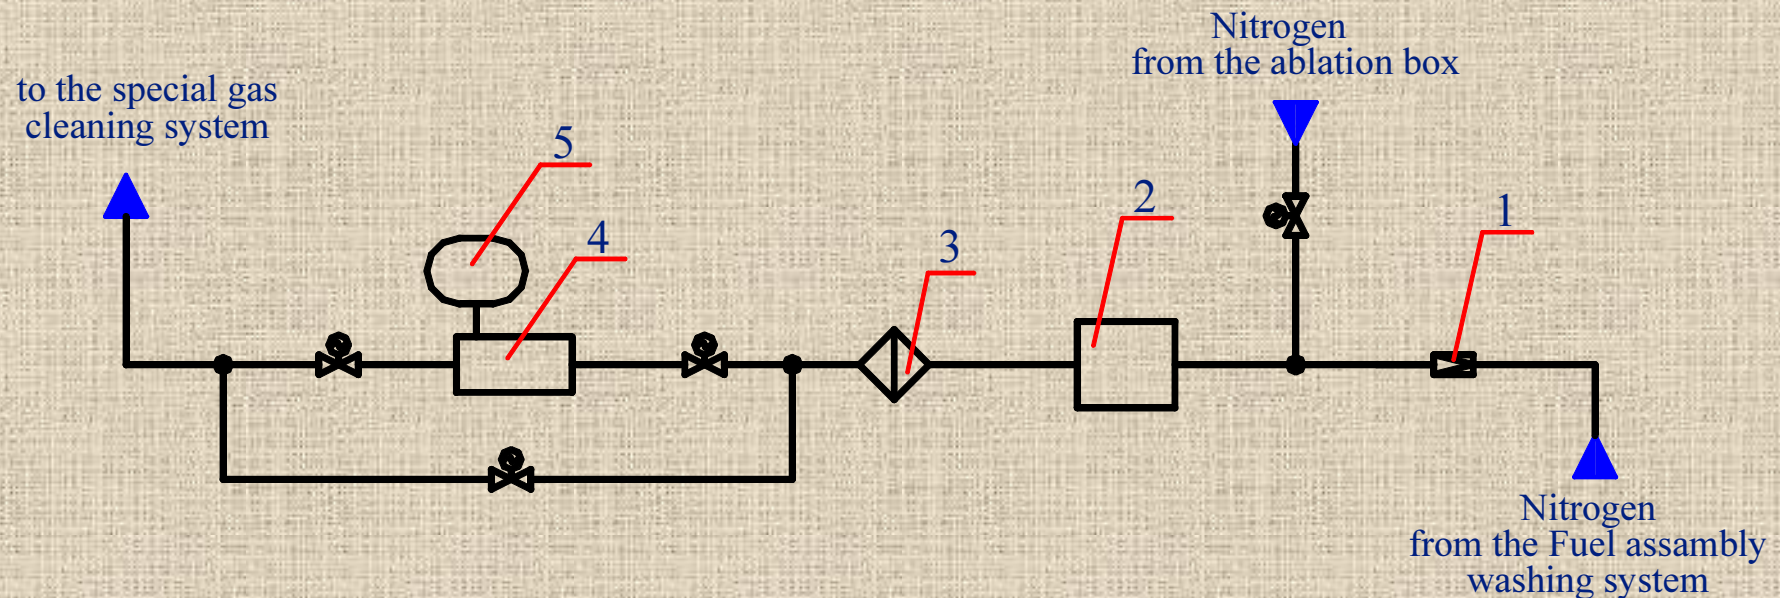 Nitrogen
from the ablation box
to the special gas
cleaning system
5
4
3
2
1
Nitrogen
from the Fuel assambly
washing system